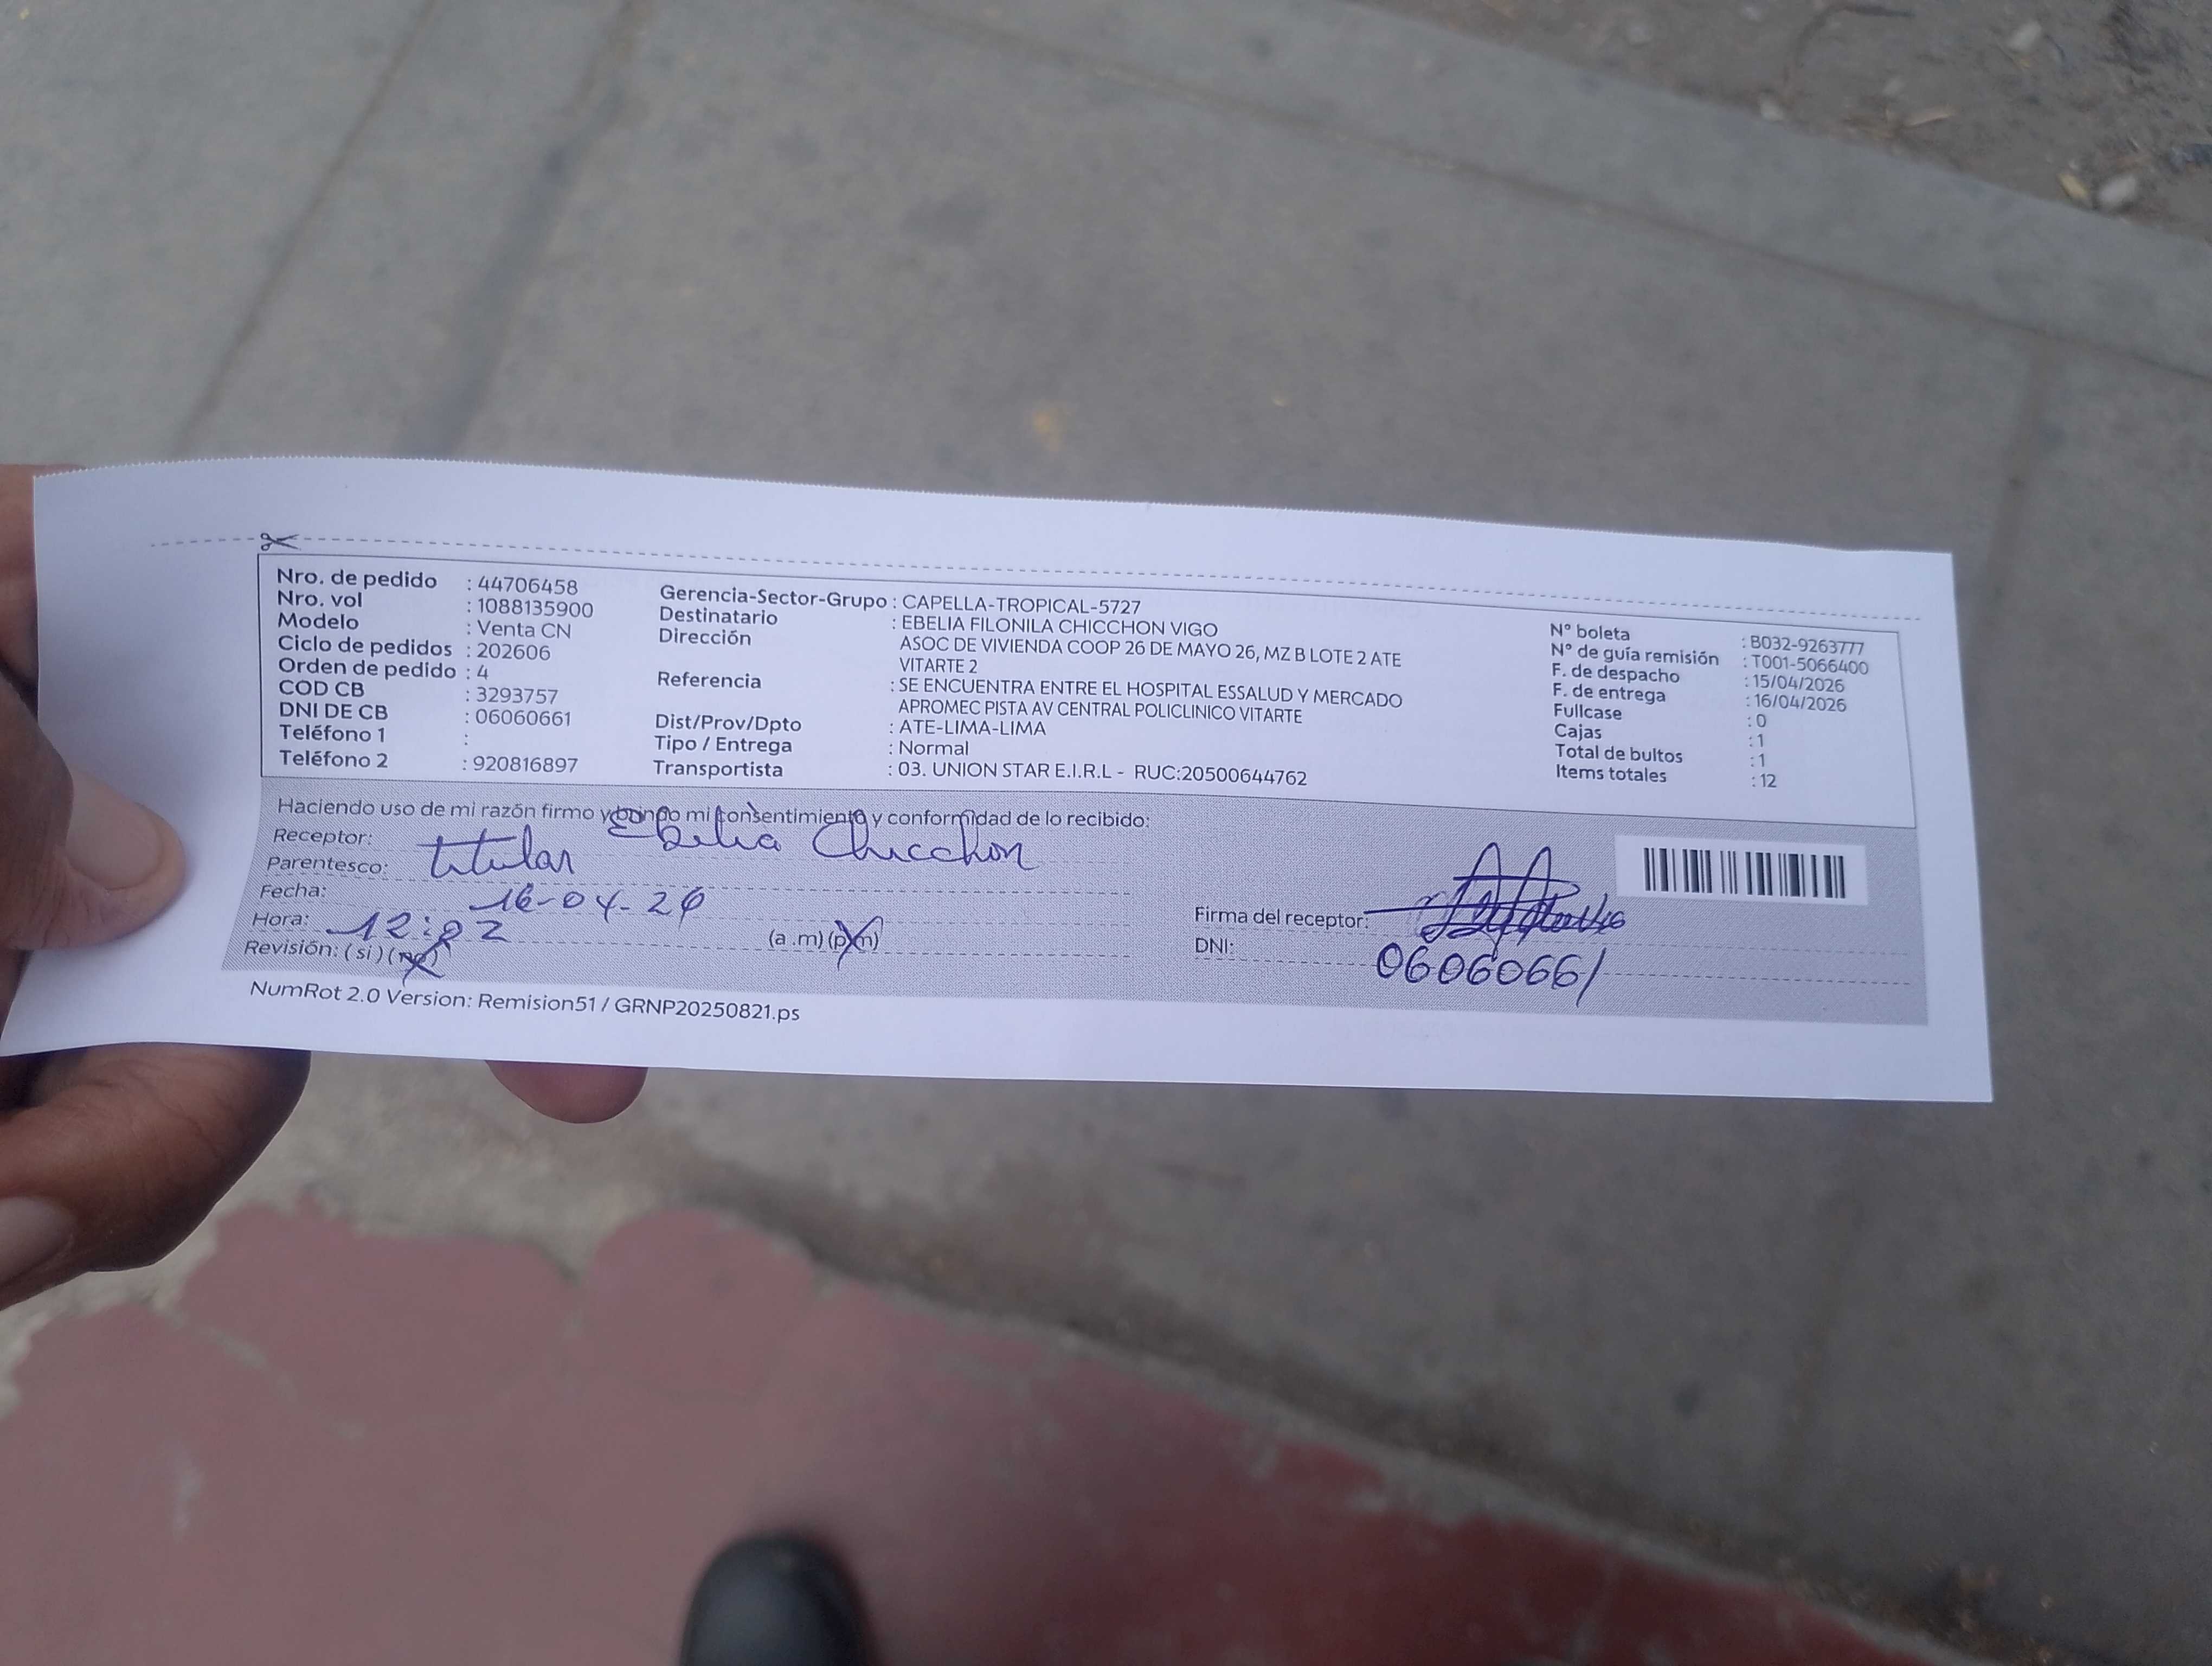 Nro. de pedido : 44706458
Nro. vol : 1088135900
Modelo : Venta CN
Ciclo de pedidos : 202606
Orden de pedido : 4
COD CB : 3293757
DNI DE CB : 06060661
Teléfono 1 :
Teléfono 2 : 920816897
Gerencia-Sector-Grupo : CAPELLA-TROPICAL-5727
Destinatario : EBELIA FILONILA CHICCHON VIGO
Dirección ASOC DE VIVIENDA COOP 26 DE MAYO 26, MZ B LOTE 2 ATE
VITARTE 2
Referencia : SE ENCUENTRA ENTRE EL HOSPITAL ESSALUD Y MERCADO
APROMEC PISTA AV CENTRAL POLICLINICO VITARTE
Dist/Prov/Dpto : ATE-LIMA-LIMA
Tipo / Entrega : Normal
Transportista : 03. UNION STAR E.I.R.L - RUC:20500644762
N° boleta : B032-9263777
N° de guía remisión : T001-5066400
F. de despacho : 15/04/2026
F. de entrega : 16/04/2026
Fullcase : 0
Cajas : 1
Total de bultos : 1
Items totales : 12
Haciendo uso de mi razón firmo y pongo mi consentimiento y conformidad de lo recibido:
Receptor: Ebelia Chicchon
Parentesco: titular
Fecha: 16-04-26
Hora: 12:02 (a .m) (p.m)
Revisión: ( si ) ( no )
Firma del receptor:
DNI: 06060661
NumRot 2.0 Version: Remision51 / GRNP20250821.ps